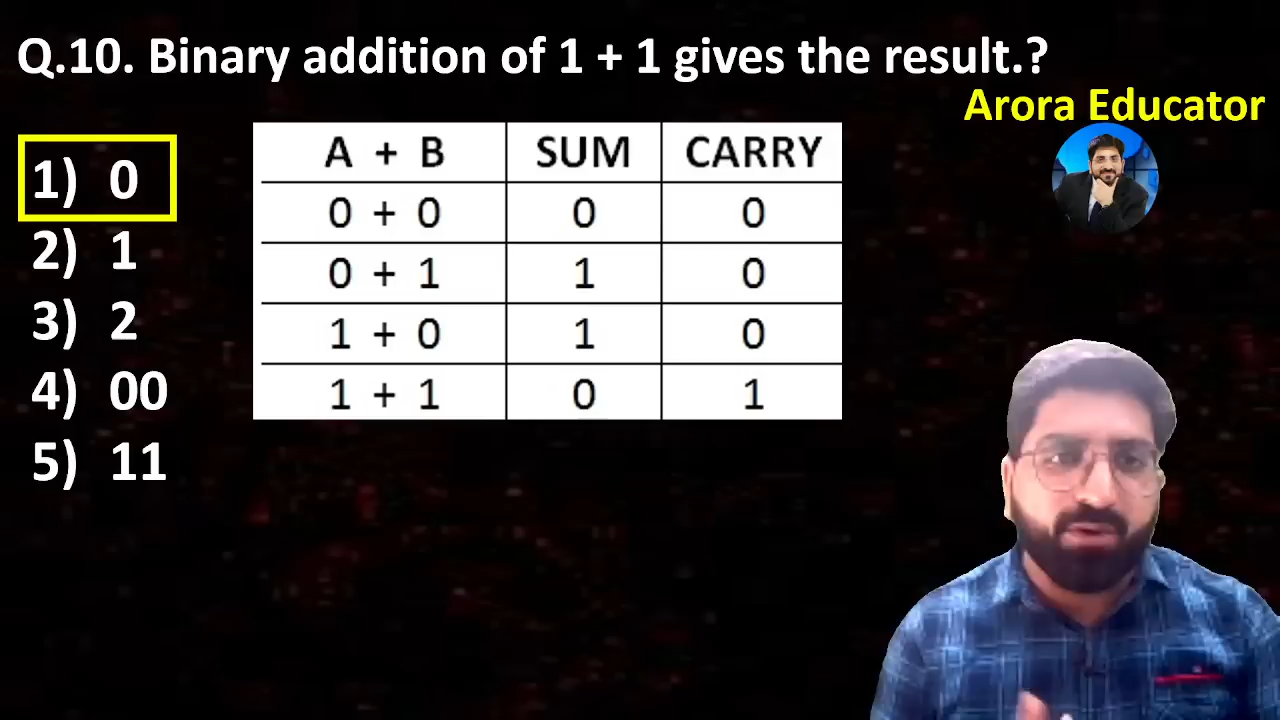 Q.10. Binary addition of 1 + 1 gives the result.?
Arora Educator
1) 0
2) 1
3) 2
4) 00
5) 11
A + B SUM CARRY
0 + 0 0 0
0 + 1 1 0
1 + 0 1 0
1 + 1 0 1